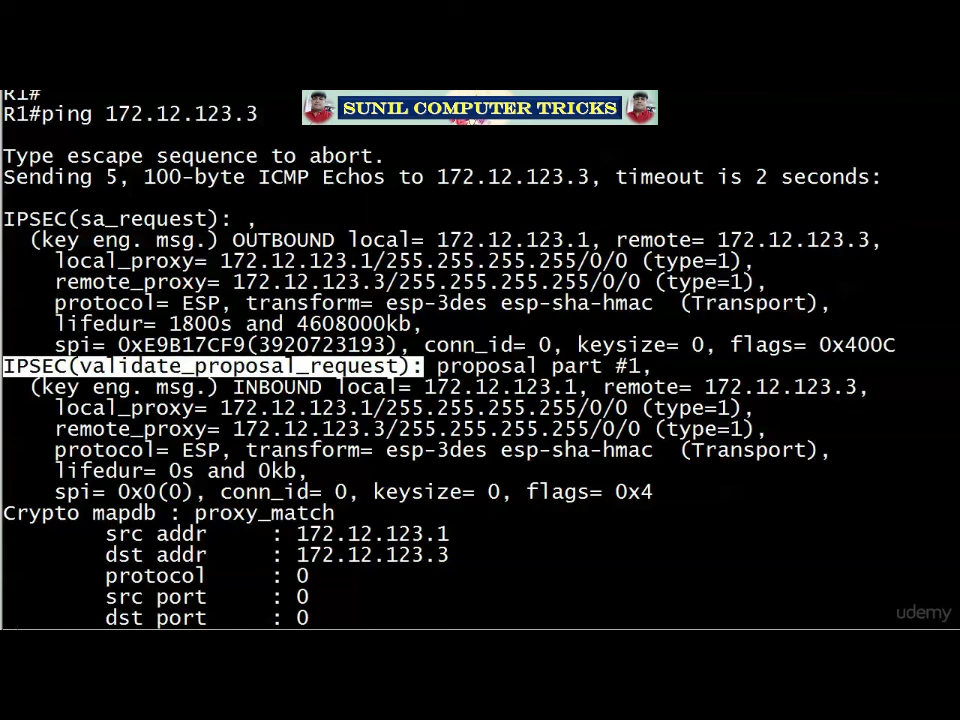 R1#
R1#ping 172.12.123.3
SUNIL COMPUTER TRICKS
Type escape sequence to abort.
Sending 5, 100-byte ICMP Echos to 172.12.123.3, timeout is 2 seconds:
IPSEC(sa_request): ,
(key eng. msg.) OUTBOUND local= 172.12.123.1, remote= 172.12.123.3,
local_proxy= 172.12.123.1/255.255.255.255/0/0 (type=1),
remote_proxy= 172.12.123.3/255.255.255.255/0/0 (type=1),
protocol= ESP, transform= esp-3des esp-sha-hmac (Transport),
lifedur= 1800s and 4608000kb,
spi= 0xE9B17CF9(3920723193), conn_id= 0, keysize= 0, flags= 0x400C
IPSEC(validate_proposal_request): proposal part #1,
(key eng. msg.) INBOUND local= 172.12.123.1, remote= 172.12.123.3,
local_proxy= 172.12.123.1/255.255.255.255/0/0 (type=1),
remote_proxy= 172.12.123.3/255.255.255.255/0/0 (type=1),
protocol= ESP, transform= esp-3des esp-sha-hmac (Transport),
lifedur= 0s and 0kb,
spi= 0x0(0), conn_id= 0, keysize= 0, flags= 0x4
Crypto mapdb : proxy_match
src addr : 172.12.123.1
dst addr : 172.12.123.3
protocol : 0
src port : 0
dst port : 0
udemy